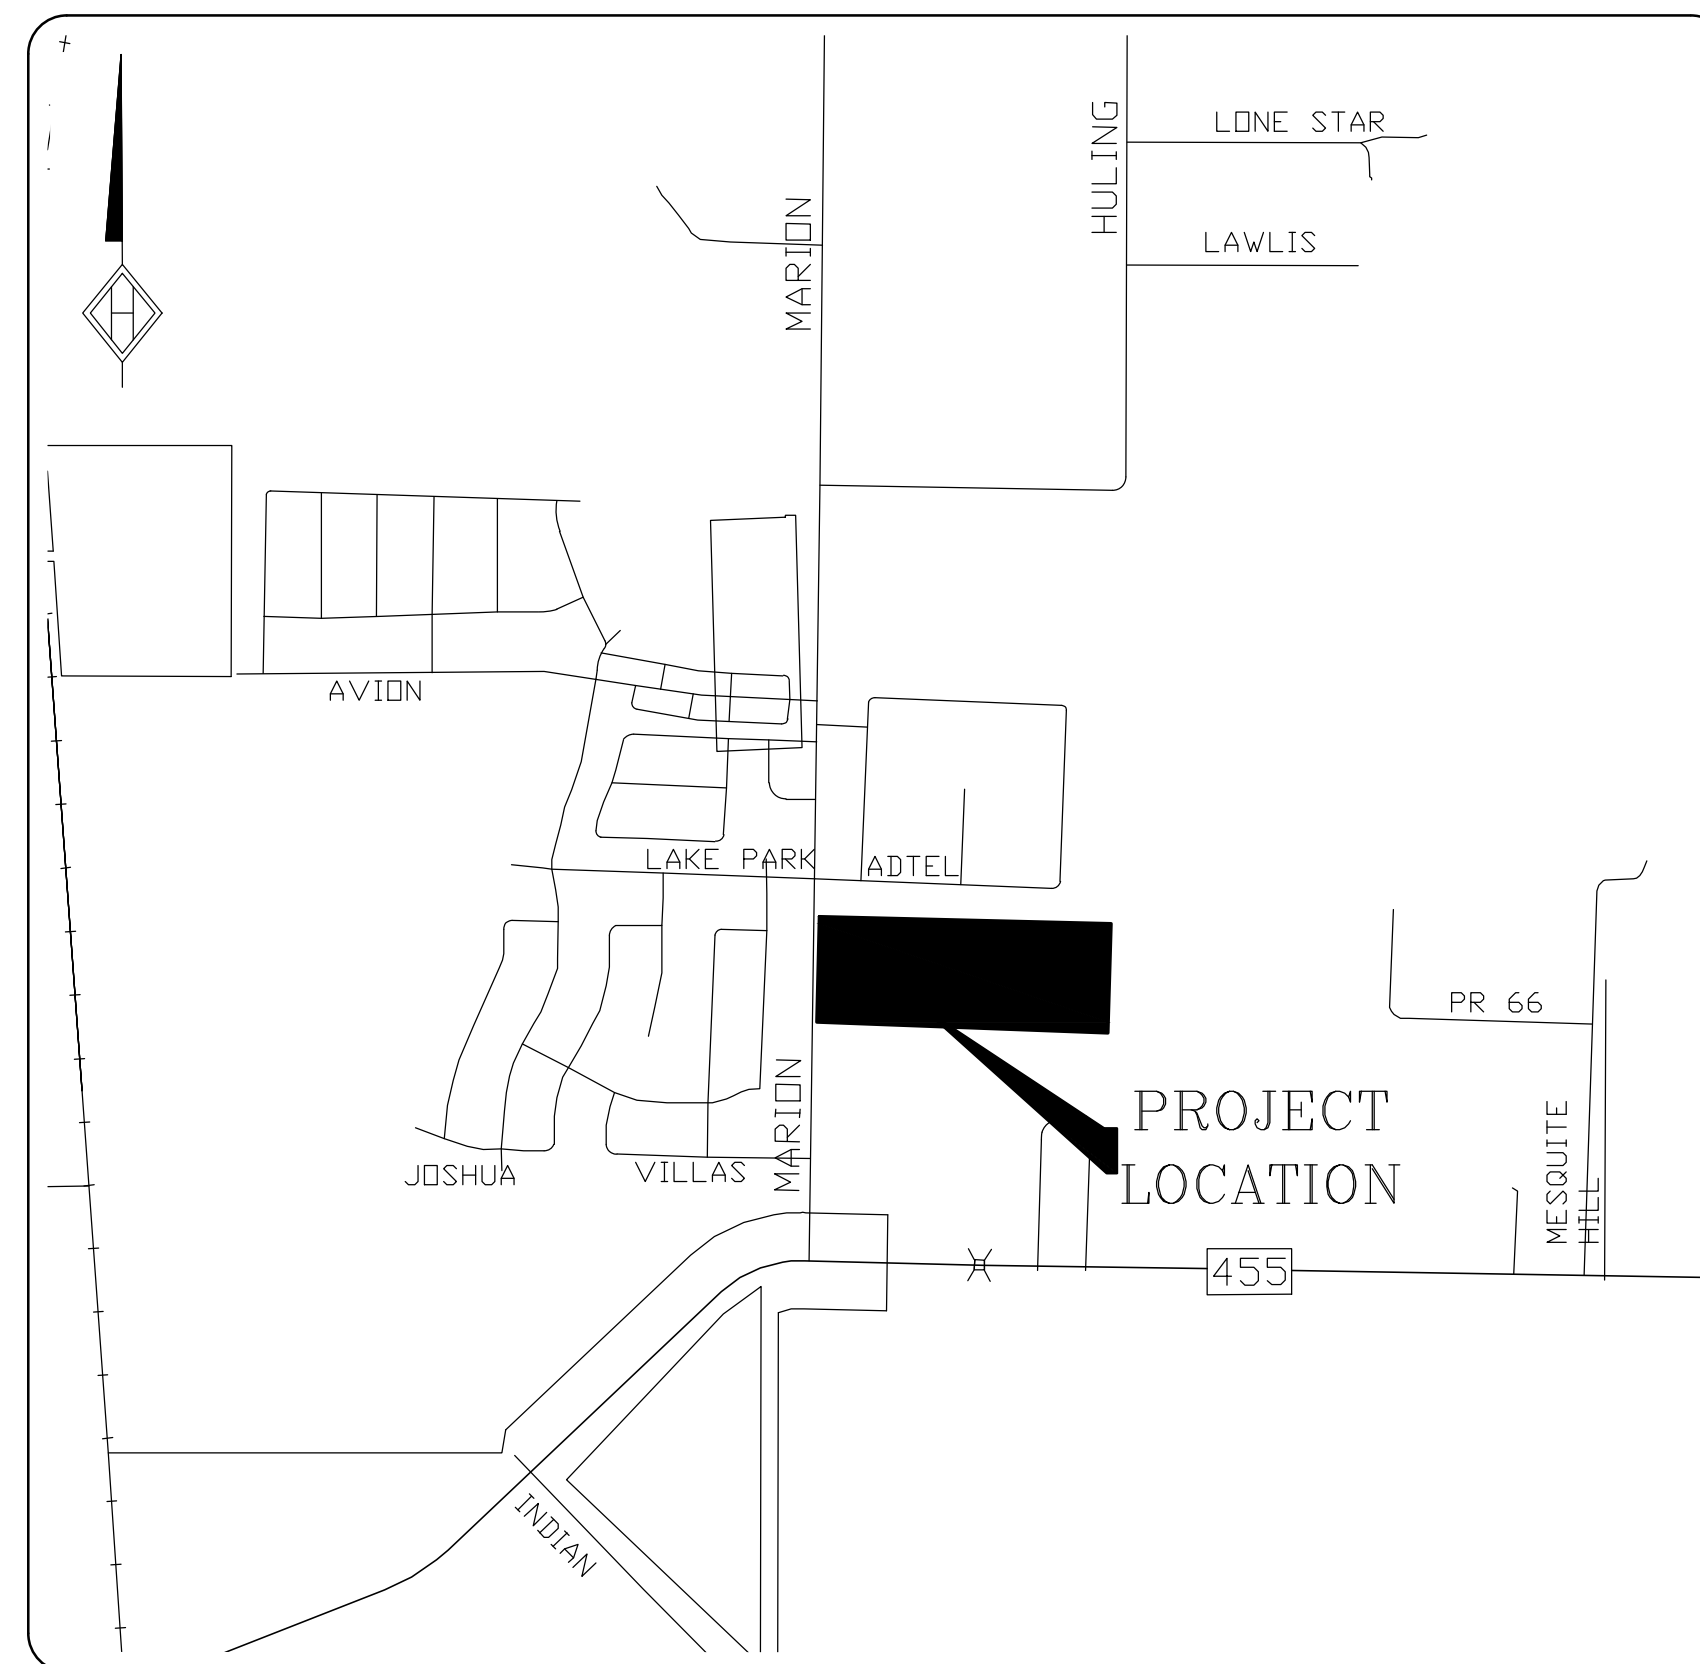 LONE STAR
HULING
MARION
LAWLIS
H
AVION
LAKE PARK
ADTEL
PR 66
MARION
PROJECT
LOCATION
MESQUITE
HILL
JOSHUA
VILLAS
455
INDIAN